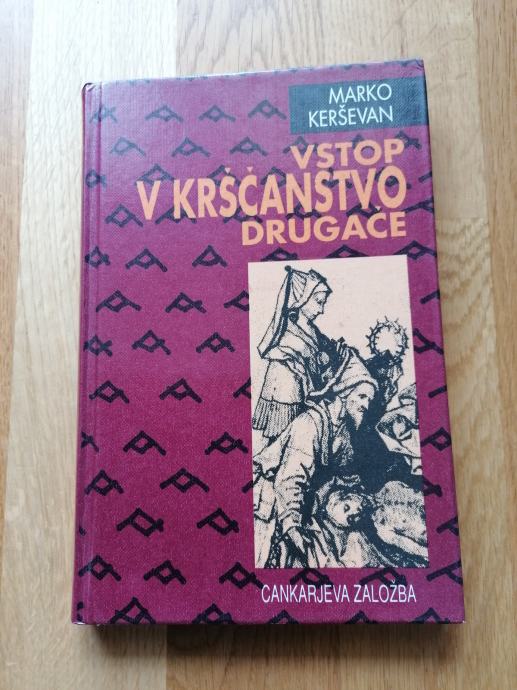 MARKO
KERŠEVAN
VSTOP
V KRŠČANSTVO
DRUGAČE
CANKARJEVA ZALOŽBA